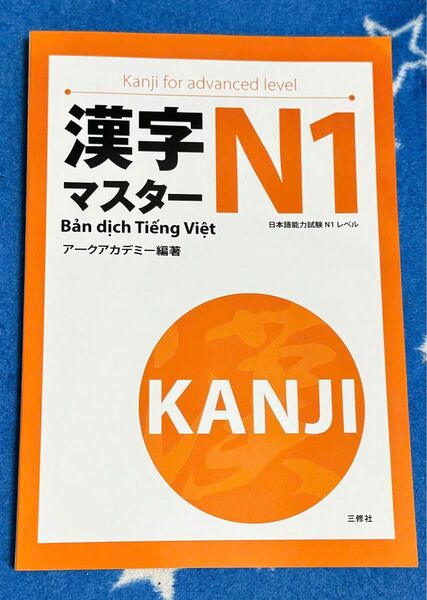 Kanji for advanced level
漢字
マスター
N1
Bản dịch Tiếng Việt
日本語能力試験 N1 レベル
アークアカデミー編著
漢
KANJI
三修社